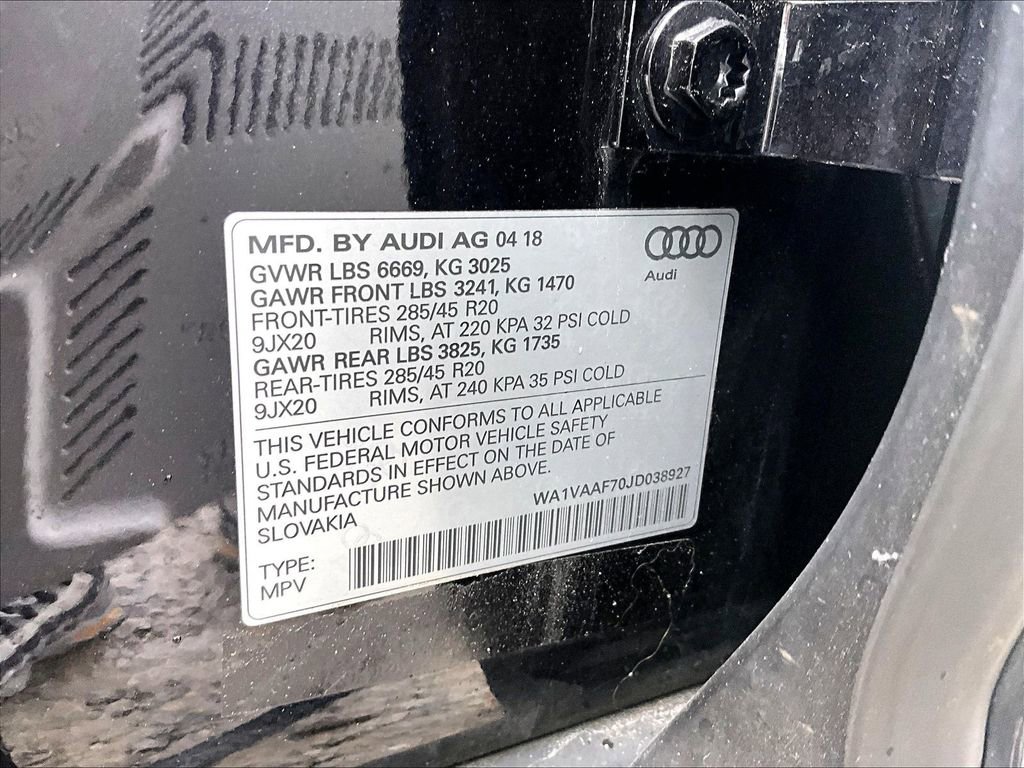 MFD. BY AUDI AG 04 18
Audi
GVWR LBS 6669, KG 3025
GAWR FRONT LBS 3241, KG 1470
FRONT-TIRES 285/45 R20
9JX20 RIMS, AT 220 KPA 32 PSI COLD
GAWR REAR LBS 3825, KG 1735
REAR-TIRES 285/45 R20
9JX20 RIMS, AT 240 KPA 35 PSI COLD
THIS VEHICLE CONFORMS TO ALL APPLICABLE
U.S. FEDERAL MOTOR VEHICLE SAFETY
STANDARDS IN EFFECT ON THE DATE OF
MANUFACTURE SHOWN ABOVE.
SLOVAKIA
WA1VAAF70JD038927
TYPE:
MPV